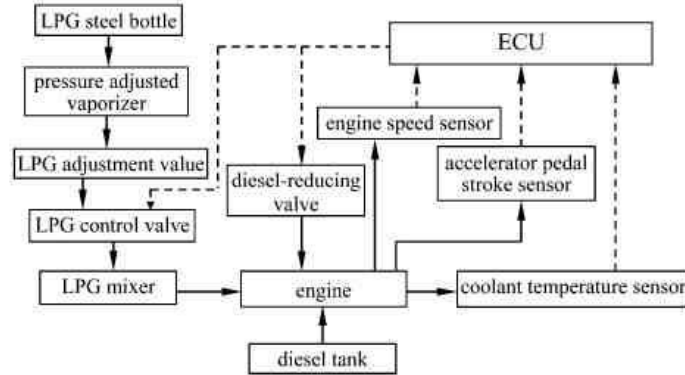 LPG steel bottle
ECU
pressure adjusted
vaporizer
engine speed sensor
LPG adjustment value
diesel-reducing
valve
accelerator pedal
stroke sensor
LPG control valve
LPG mixer
engine
coolant temperature sensor
diesel tank